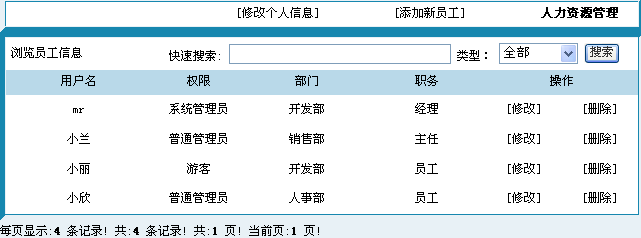 [修改个人信息] [添加新员工] 人力资源管理
浏览员工信息 快速搜索: 类型: 全部 搜索
用户名 权限 部门 职务 操作
mr 系统管理员 开发部 经理 [修改] [删除]
小兰 普通管理员 销售部 主任 [修改] [删除]
小丽 游客 开发部 员工 [修改] [删除]
小欣 普通管理员 人事部 员工 [修改] [删除]
每页显示:4 条记录! 共:4 条记录! 共:1 页! 当前页:1 页!